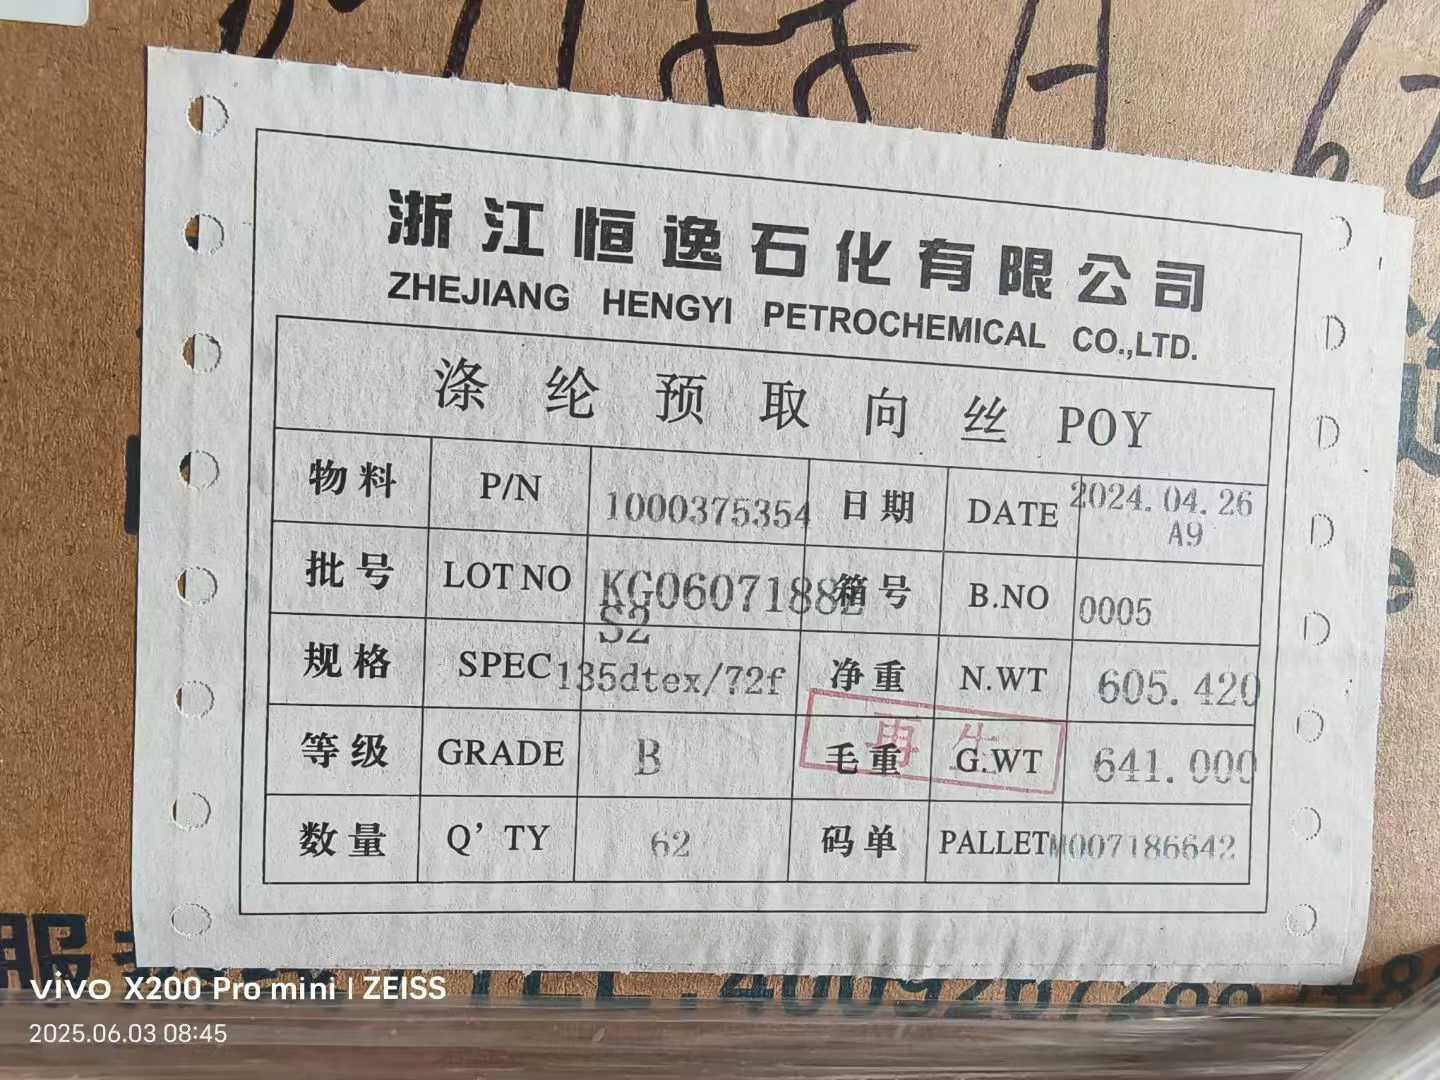 浙江恒逸石化有限公司
ZHEJIANG HENGYI PETROCHEMICAL CO.,LTD.
涤纶预取向丝 POY
物料 P/N 1000375354 日期 DATE 2024.04.26
A9
批号 LOT NO KG06071882 箱号 B.NO 0005
S2
规格 SPEC 135dtex/72f 净重 N.WT 605.420
再生
等级 GRADE B 毛重 G.WT 641.000
数量 Q'TY 62 码单 PALLET M007186642
vivo X200 Pro mini | ZEISS
2025.06.03 08:45